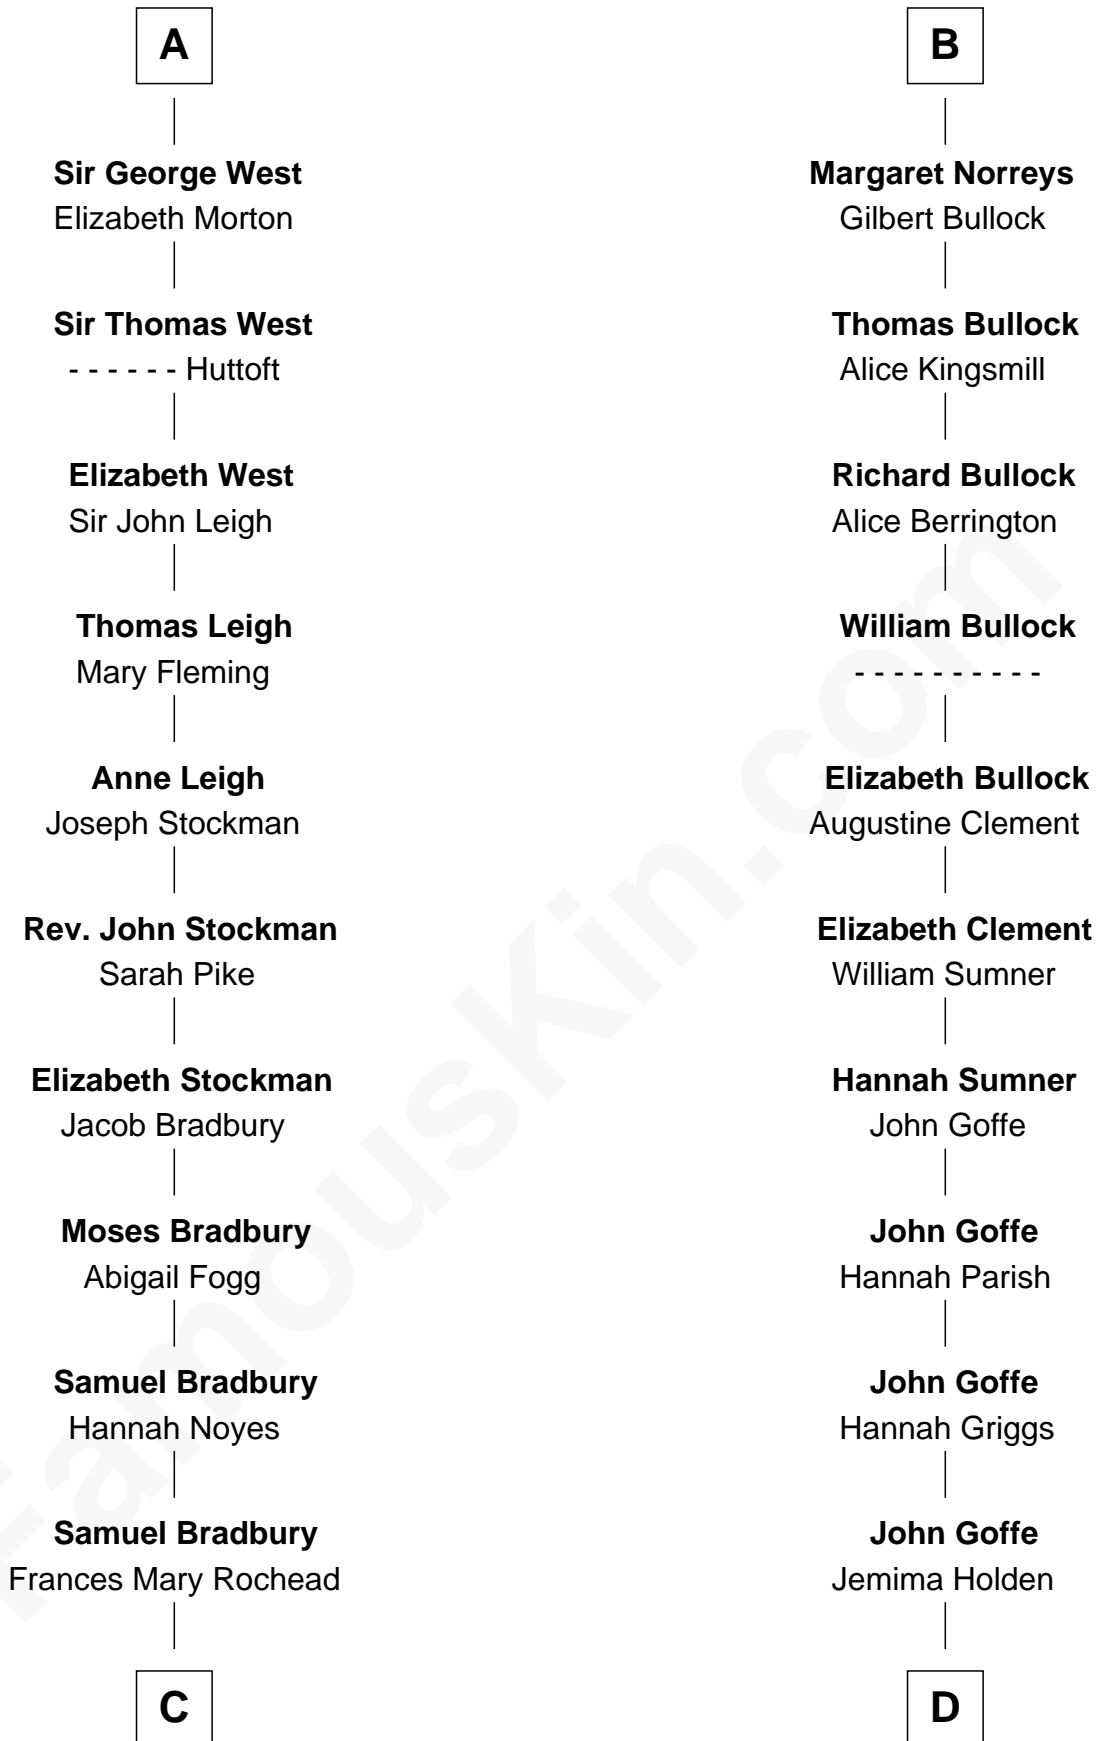 A
Sir George West
Elizabeth Morton
Sir Thomas West
- - - - - - Huttoft
Elizabeth West
Sir John Leigh
Thomas Leigh
Mary Fleming
Anne Leigh
Joseph Stockman
Rev. John Stockman
Sarah Pike
Elizabeth Stockman
Jacob Bradbury
Moses Bradbury
Abigail Fogg
Samuel Bradbury
Hannah Noyes
Samuel Bradbury
Frances Mary Rochead
C
B
Margaret Norreys
Gilbert Bullock
Thomas Bullock
Alice Kingsmill
Richard Bullock
Alice Berrington
William Bullock
- - - - - - - - - -
Elizabeth Bullock
Augustine Clement
Elizabeth Clement
William Sumner
Hannah Sumner
John Goffe
John Goffe
Hannah Parish
John Goffe
Hannah Griggs
John Goffe
Jemima Holden
D
FamousKin.com